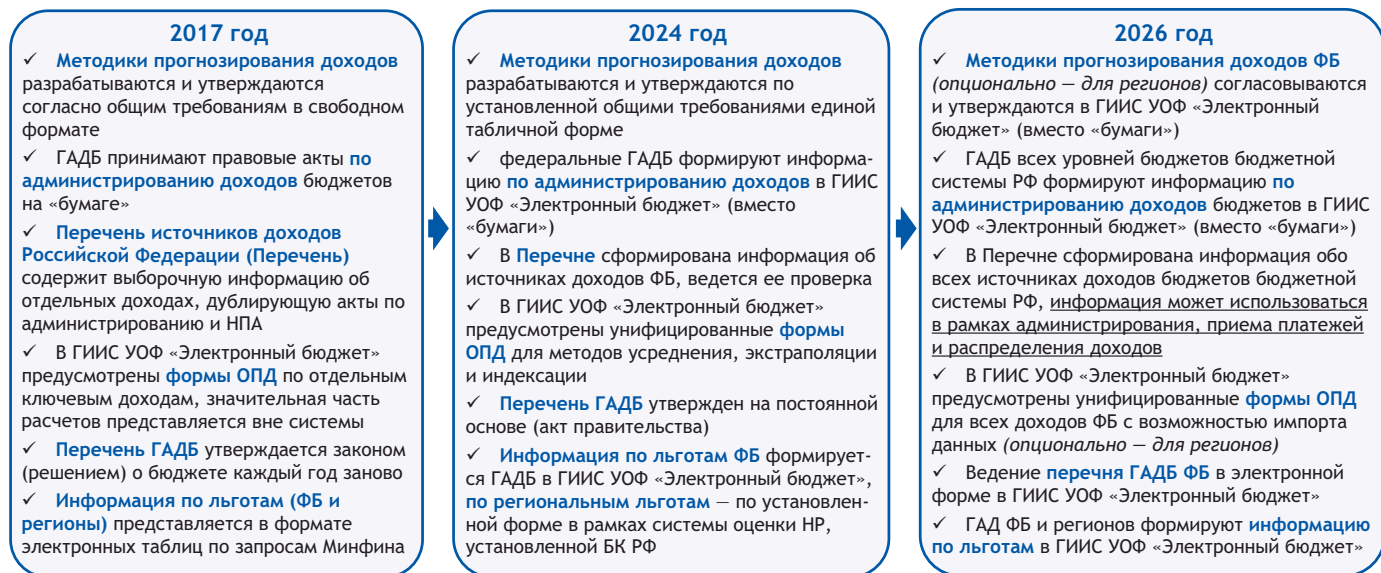 2017 год
✓ Методики прогнозирования доходов
разрабатываются и утверждаются
согласно общим требованиям в свободном
формате
✓ ГАДБ принимают правовые акты по
администрированию доходов бюджетов
на «бумаге»
✓ Перечень источников доходов
Российской Федерации (Перечень)
содержит выборочную информацию об
отдельных доходах, дублирующую акты по
администрированию и НПА
✓ В ГИИС УОФ «Электронный бюджет»
предусмотрены формы ОПД по отдельным
ключевым доходам, значительная часть
расчетов представляется вне системы
✓ Перечень ГАДБ утверждается законом
(решением) о бюджете каждый год заново
✓ Информация по льготам (ФБ и
регионы) представляется в формате
электронных таблиц по запросам Минфина
2024 год
✓ Методики прогнозирования доходов
разрабатываются и утверждаются по
установленной общими требованиями единой
табличной форме
✓ федеральные ГАДБ формируют информа-
цию по администрированию доходов в ГИИС
УОФ «Электронный бюджет» (вместо
«бумаги»)
✓ В Перечне сформирована информация об
источниках доходов ФБ, ведется ее проверка
✓ В ГИИС УОФ «Электронный бюджет»
предусмотрены унифицированные формы
ОПД для методов усреднения, экстраполяции
и индексации
✓ Перечень ГАДБ утвержден на постоянной
основе (акт правительства)
✓ Информация по льготам ФБ формирует-
ся ГАДБ в ГИИС УОФ «Электронный бюджет»,
по региональным льготам — по установлен-
ной форме в рамках системы оценки НР,
установленной БК РФ
2026 год
✓ Методики прогнозирования доходов ФБ
(опционально — для регионов) согласовываются
и утверждаются в ГИИС УОФ «Электронный
бюджет» (вместо «бумаги»)
✓ ГАДБ всех уровней бюджетов бюджетной
системы РФ формируют информацию по
администрированию доходов бюджетов в ГИИС
УОФ «Электронный бюджет» (вместо «бумаги»)
✓ В Перечне сформирована информация обо
всех источниках доходов бюджетов бюджетной
системы РФ, информация может использоваться
в рамках администрирования, приема платежей
и распределения доходов
✓ В ГИИС УОФ «Электронный бюджет»
предусмотрены унифицированные формы ОПД
для всех доходов ФБ с возможностью импорта
данных (опционально — для регионов)
✓ Ведение перечня ГАДБ ФБ в электронной
форме в ГИИС УОФ «Электронный бюджет»
✓ ГАД ФБ и регионов формируют информацию
по льготам в ГИИС УОФ «Электронный бюджет»